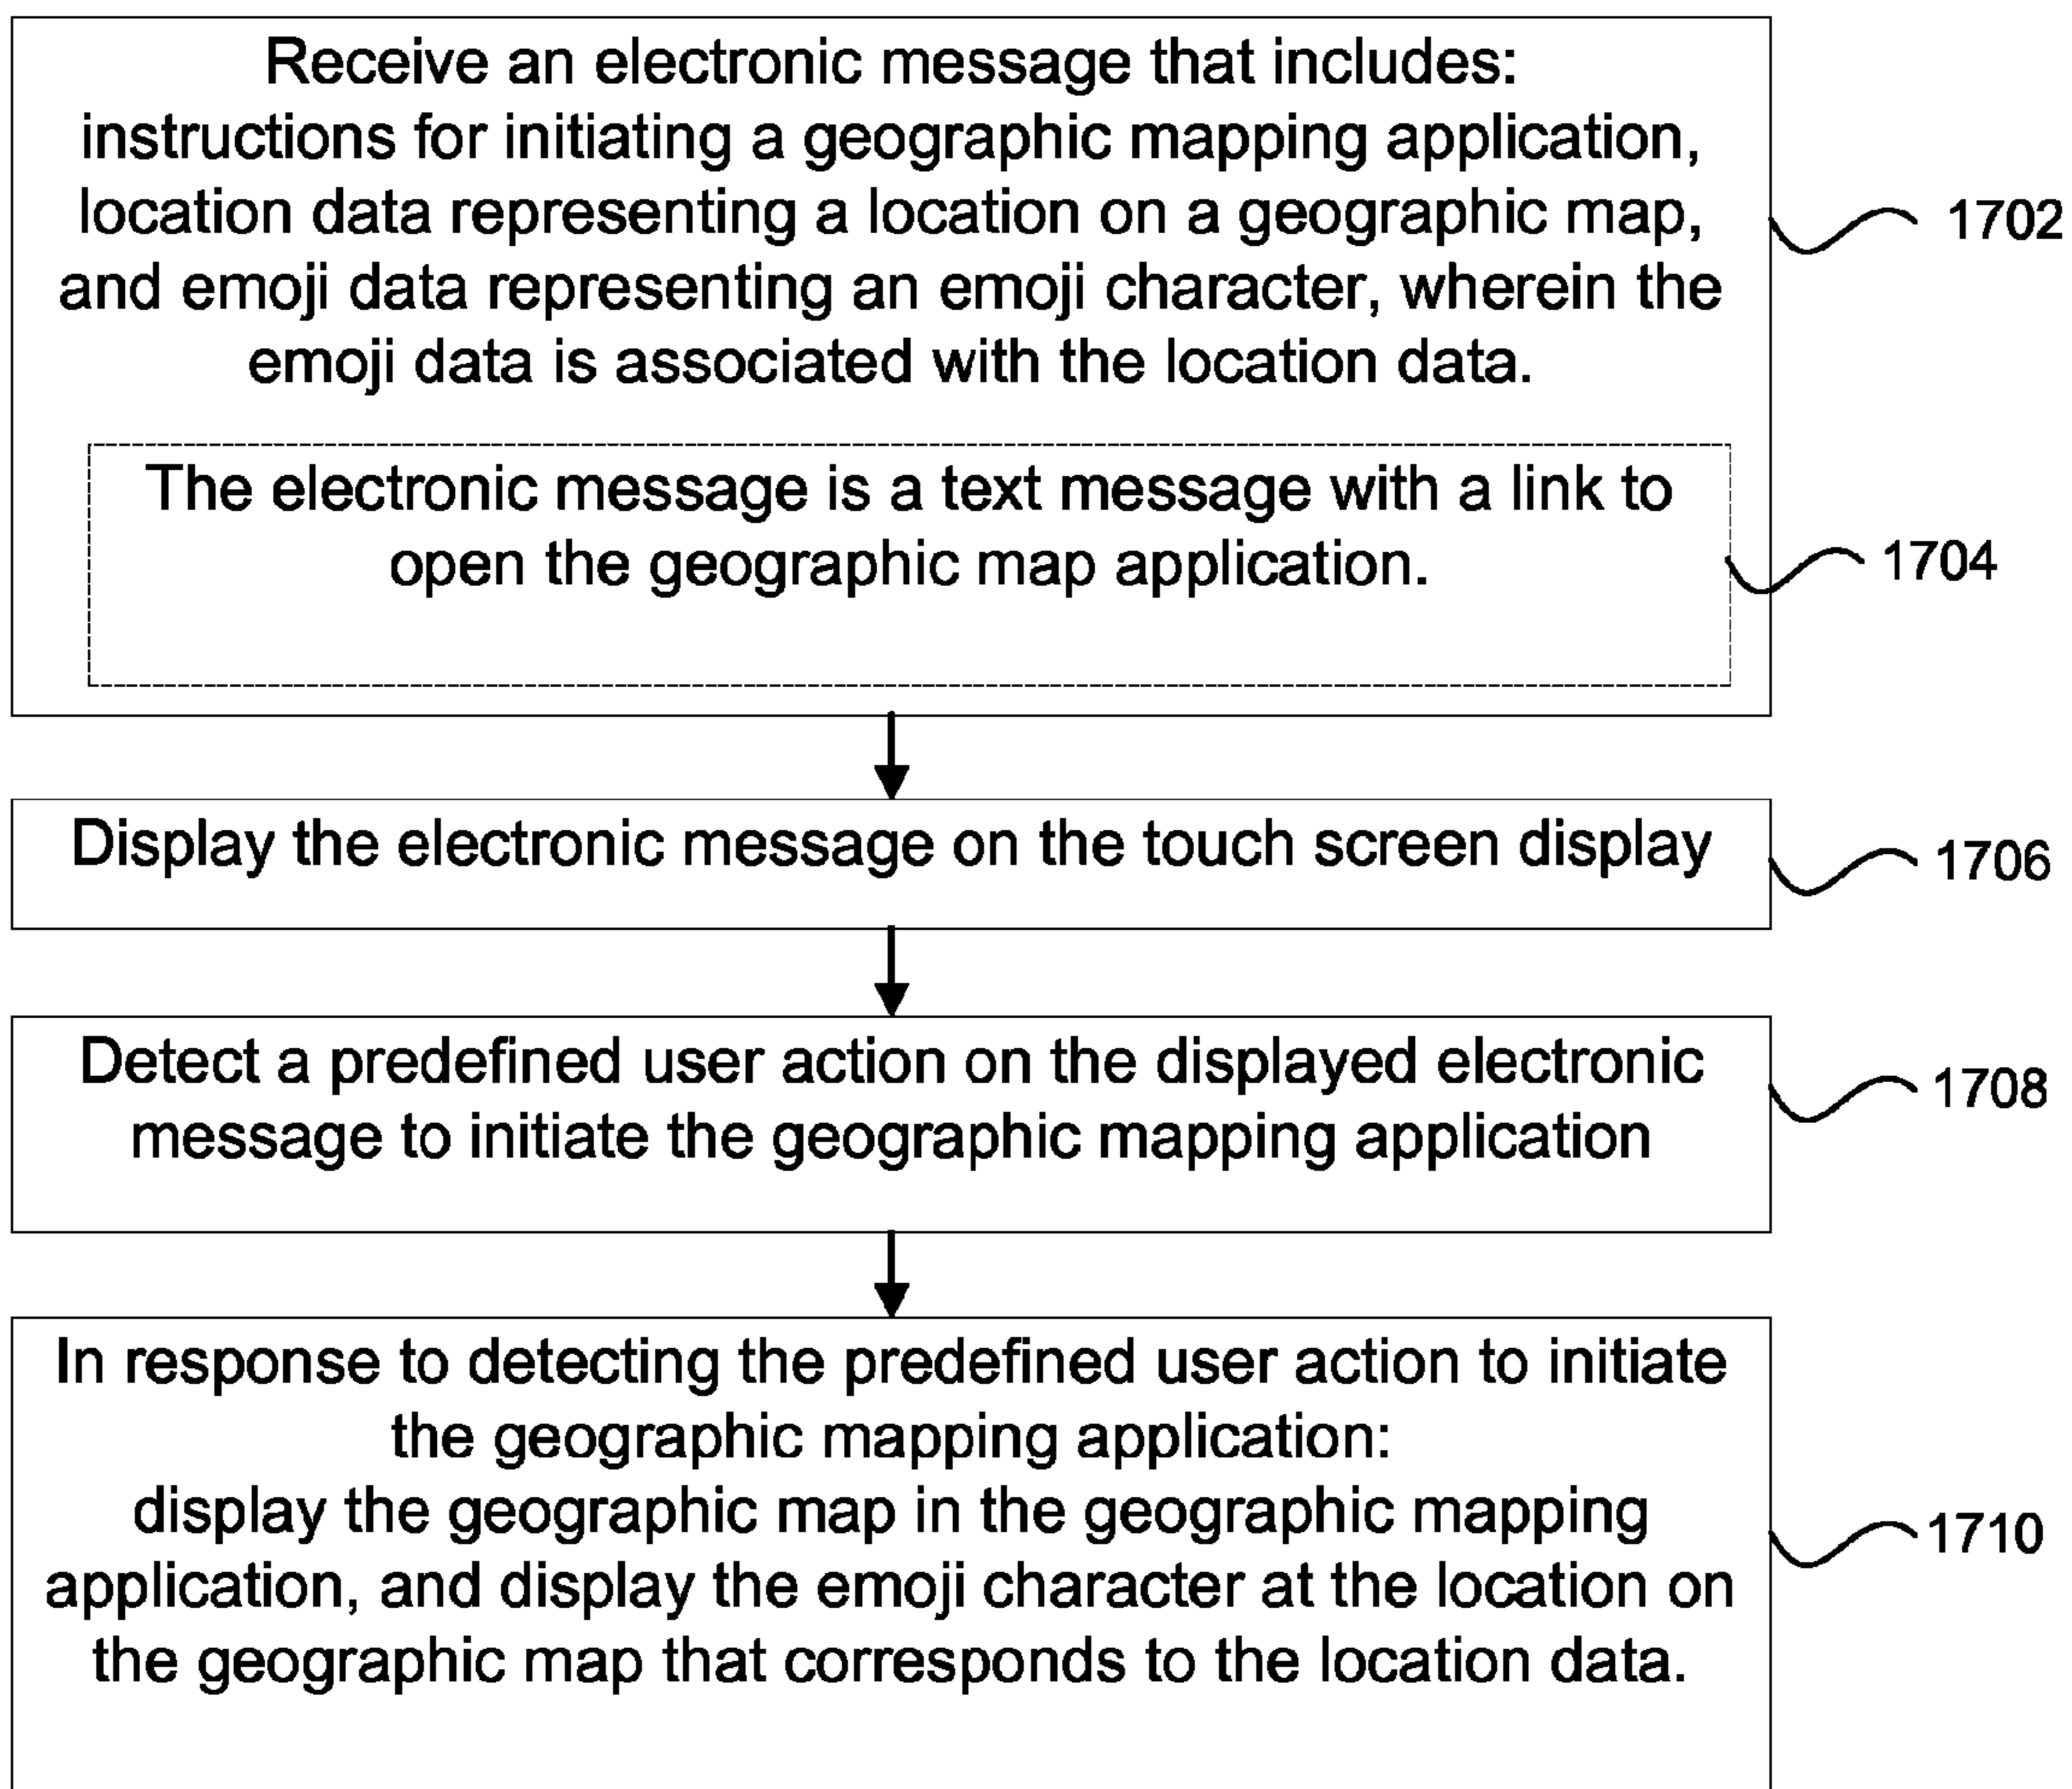 Receive an electronic message that includes:
instructions for initiating a geographic mapping application,
location data representing a location on a geographic map,
and emoji data representing an emoji character, wherein the
emoji data is associated with the location data.
1702
The electronic message is a text message with a link to
open the geographic map application.
1704
Display the electronic message on the touch screen display
1706
Detect a predefined user action on the displayed electronic
message to initiate the geographic mapping application
1708
In response to detecting the predefined user action to initiate
the geographic mapping application:
display the geographic map in the geographic mapping
application, and display the emoji character at the location on
the geographic map that corresponds to the location data.
1710